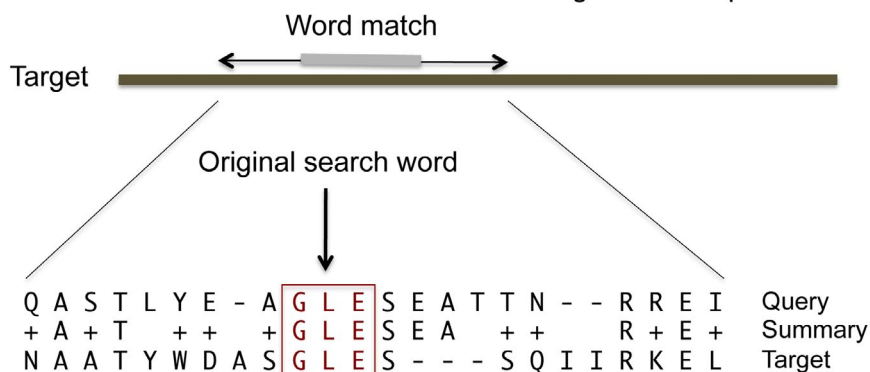 Word match
Target
Original search word
Q A S T L Y E - A G L E S E A T T N - - R R E I Query
+ A + T + + + G L E S E A + + R + E + Summary
N A A T Y W D A S G L E S - - - S Q I I R K E L Target